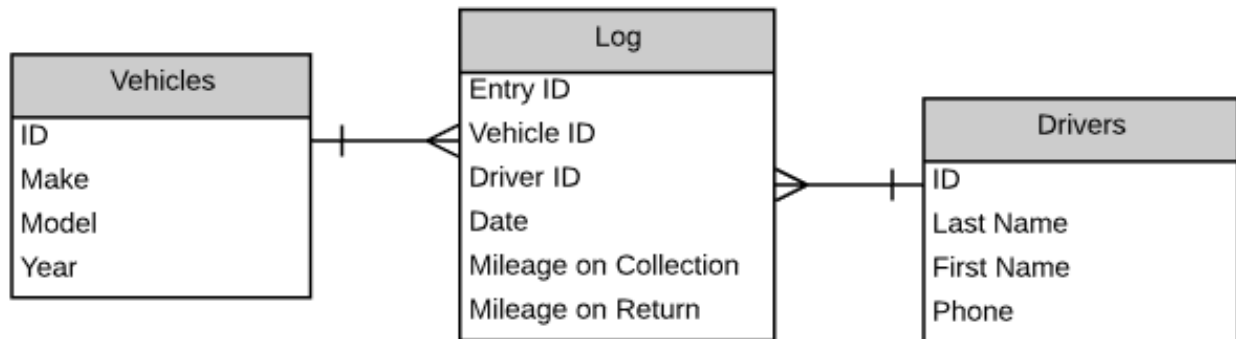 Vehicles
ID
Make
Model
Year
Log
Entry ID
Vehicle ID
Driver ID
Date
Mileage on Collection
Mileage on Return
Drivers
ID
Last Name
First Name
Phone